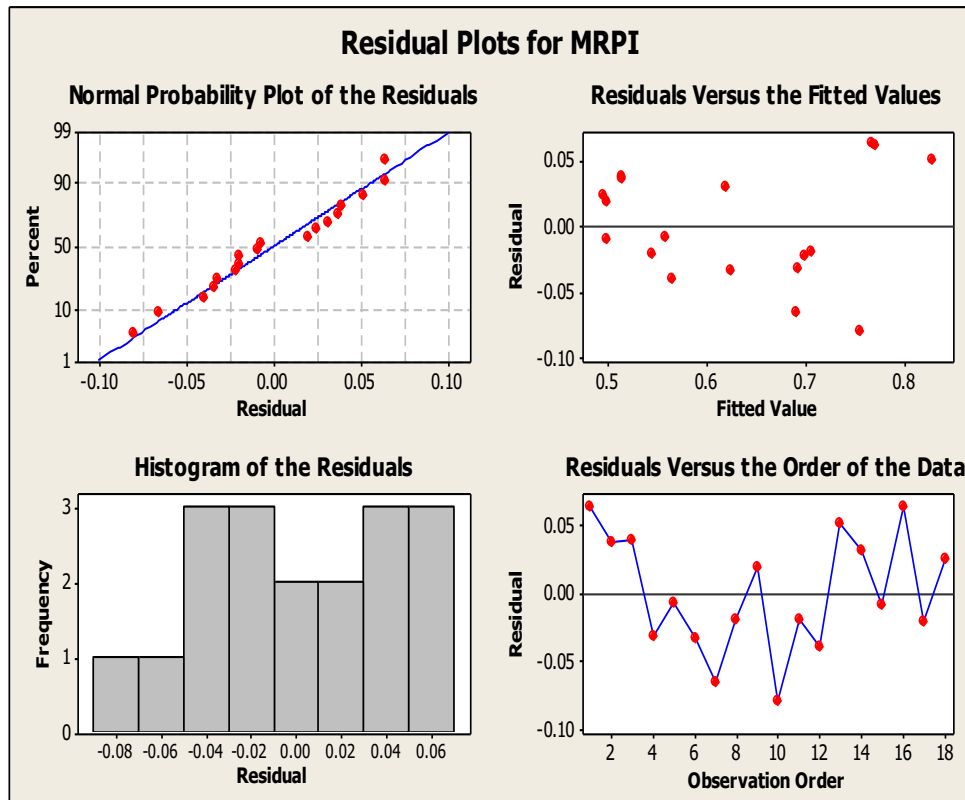 Residual Plots for MRPI
Normal Probability Plot of the Residuals
99
90
50
10
1
Percent
-0.10 -0.05 0.00 0.05 0.10
Residual
Residuals Versus the Fitted Values
0.05
0.00
-0.05
-0.10
Residual
0.5 0.6 0.7 0.8
Fitted Value
Histogram of the Residuals
3
2
1
0
Frequency
-0.08 -0.06 -0.04 -0.02 0.00 0.02 0.04 0.06
Residual
Residuals Versus the Order of the Data
0.05
0.00
-0.05
-0.10
Residual
2 4 6 8 10 12 14 16 18
Observation Order